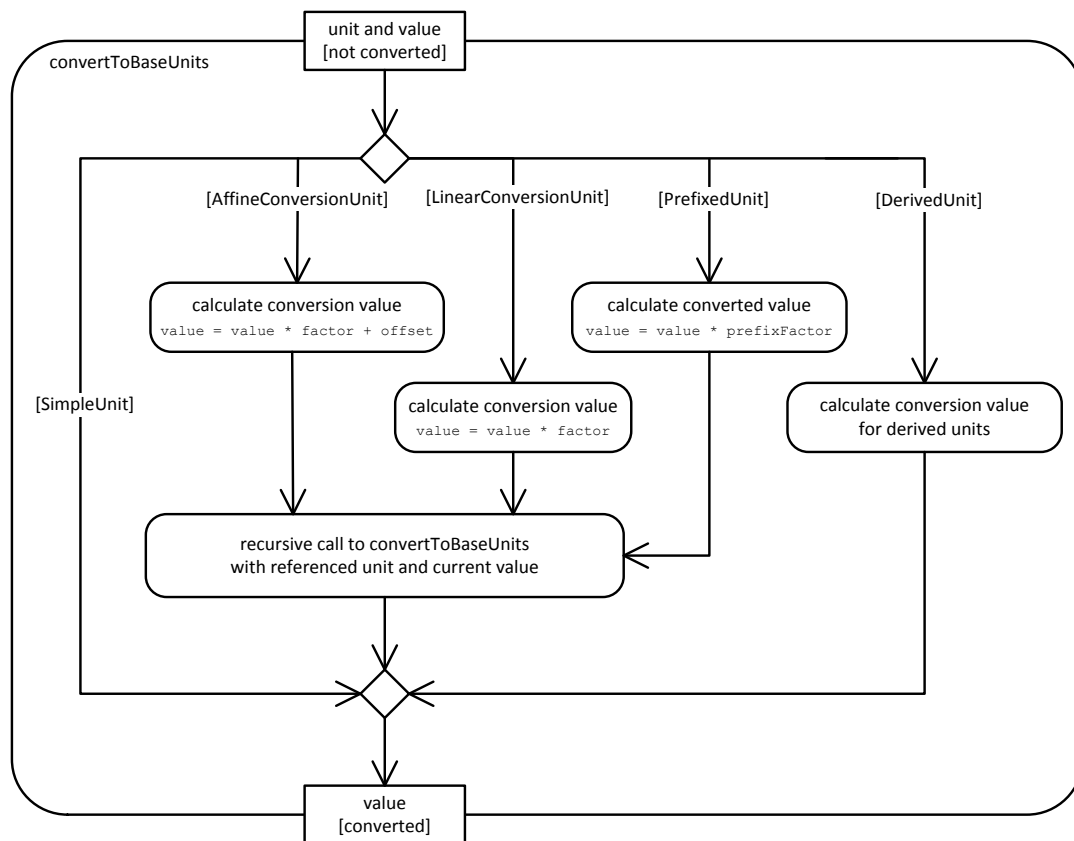 unit and value
[not converted]
convertToBaseUnits
[AffineConversionUnit]
[LinearConversionUnit]
[PrefixedUnit]
[DerivedUnit]
calculate conversion value
value = value * factor + offset
calculate converted value
value = value * prefixFactor
[SimpleUnit]
calculate conversion value
value = value * factor
calculate conversion value
for derived units
recursive call to convertToBaseUnits
with referenced unit and current value
value
[converted]